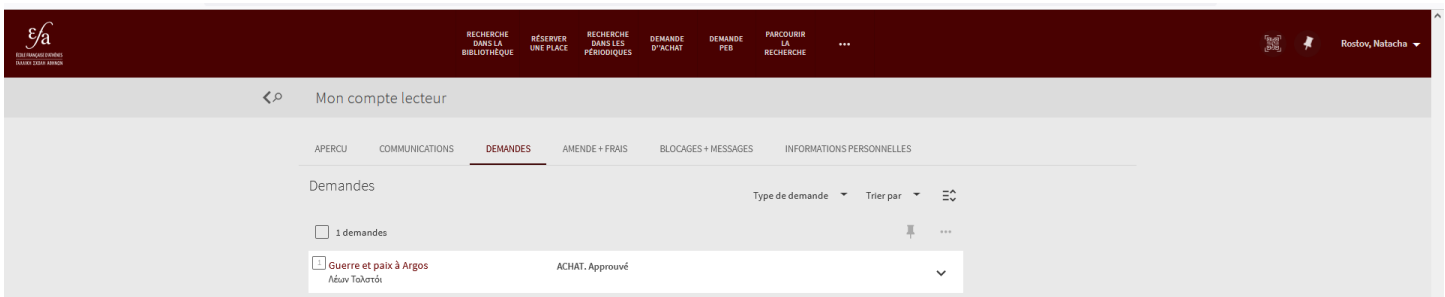 εfa
ÉCOLE FRANÇAISE D'ATHÈNES
ΓΑΛΛΙΚΗ ΣΧΟΛΗ ΑΘΗΝΩΝ
RECHERCHE
DANS LA
BIBLIOTHÈQUE
RÉSERVER
UNE PLACE
RECHERCHE
DANS LES
PÉRIODIQUES
DEMANDE
D''ACHAT
DEMANDE
PEB
PARCOURIR
LA
RECHERCHE
Rostov, Natacha
Mon compte lecteur
APERCU
COMMUNICATIONS
DEMANDES
AMENDE + FRAIS
BLOCAGES + MESSAGES
INFORMATIONS PERSONNELLES
Demandes
Type de demande
Trier par
1 demandes
1
Guerre et paix à Argos
ACHAT. Approuvé
Λέων Τολστόι